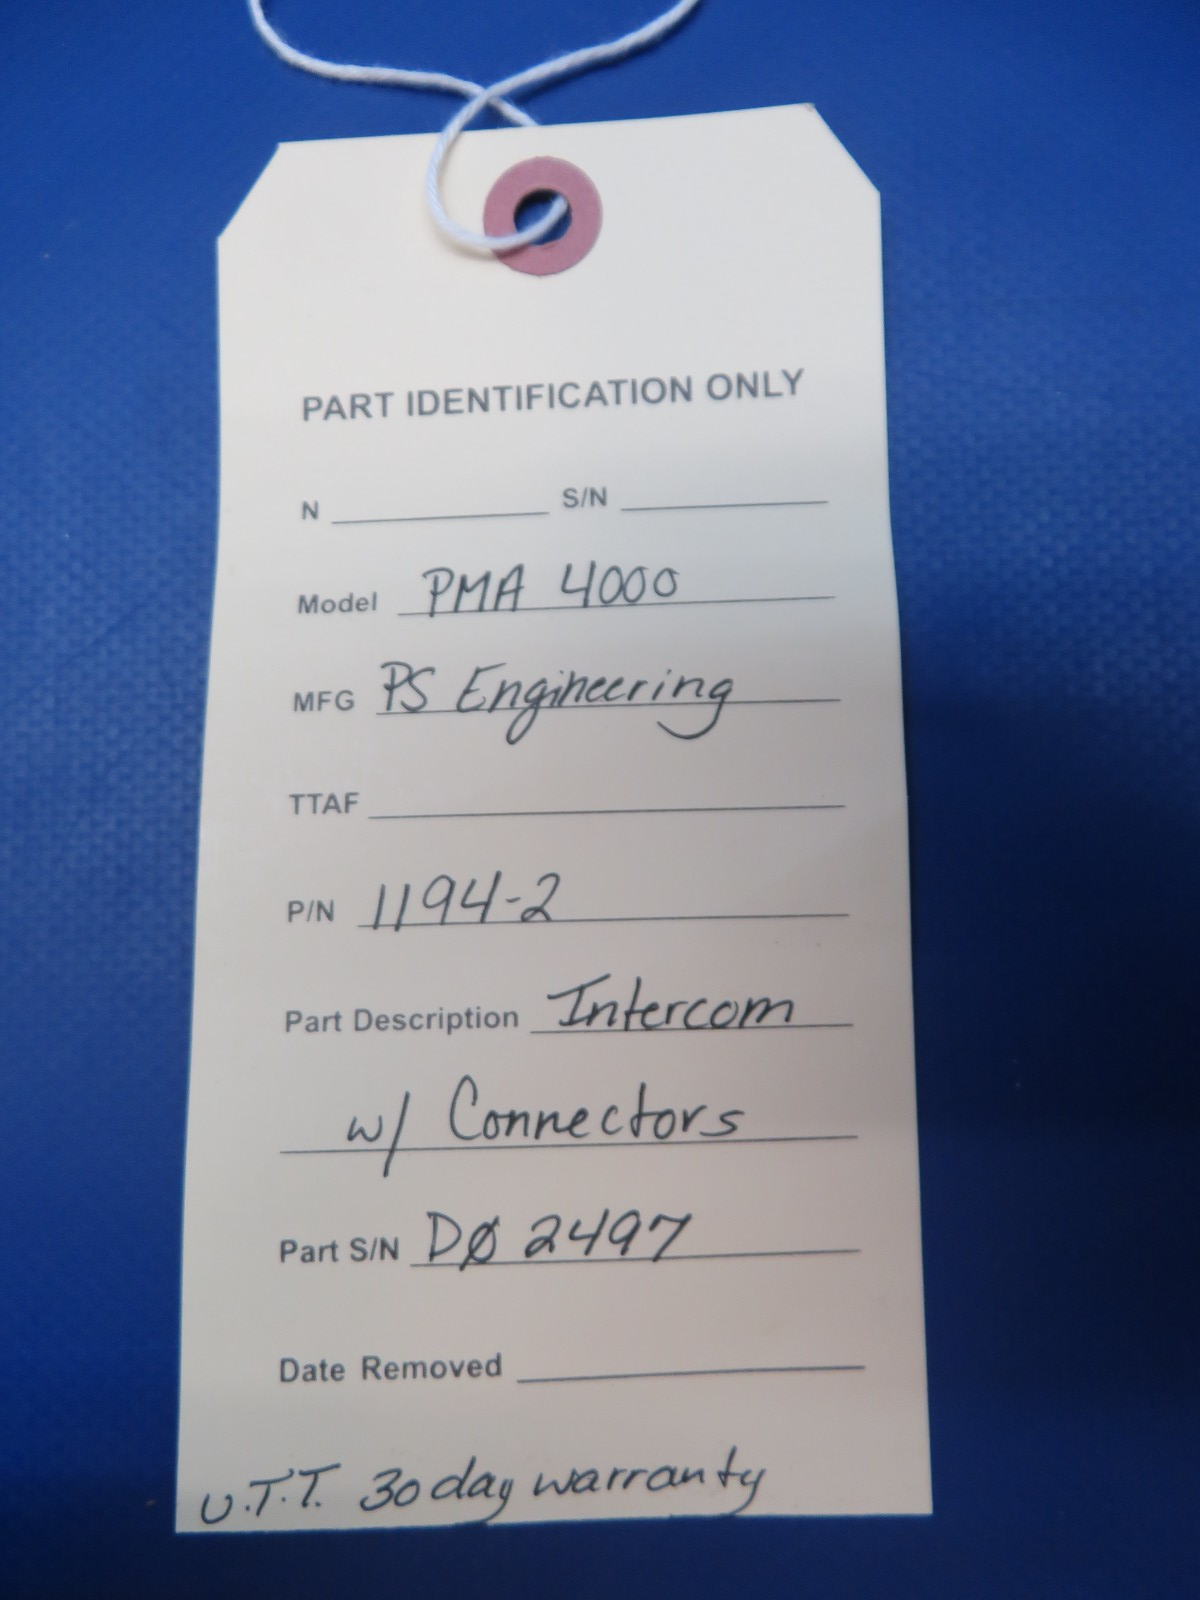 PART IDENTIFICATION ONLY
N S/N
Model PMA 4000
MFG PS Engineering
TTAF
P/N 1194-2
Part Description Intercom
w/ Connectors
Part S/N DØ 2497
Date Removed
U.T.T. 30 day warranty